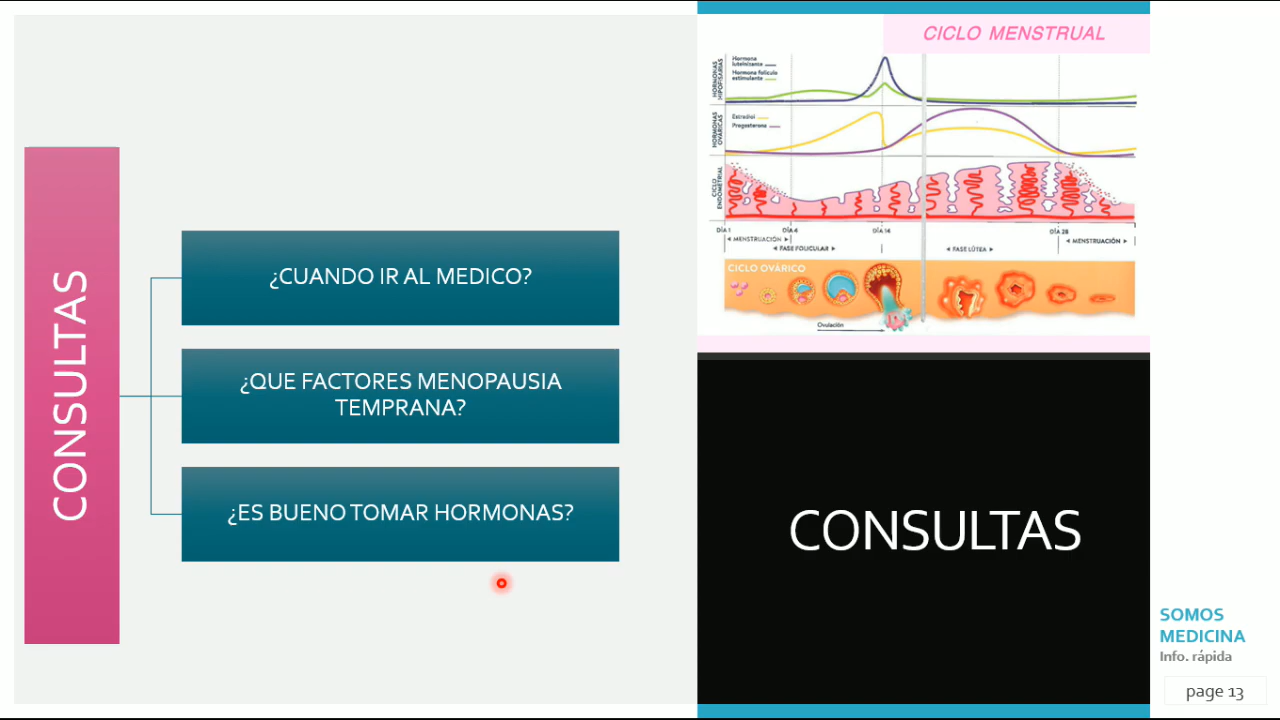 CONSULTAS
¿CUANDO IR AL MEDICO?
¿QUE FACTORES MENOPAUSIA
TEMPRANA?
¿ES BUENO TOMAR HORMONAS?
CICLO MENSTRUAL
HORMONAS
HIPOFISARIAS
Hormona
luteinizante
Hormona folículo
estimulante
HORMONAS
OVÁRICAS
Estradiol
Progesterona
CICLO
ENDOMETRIAL
DÍA 1
DÍA 6
DÍA 14
DÍA 28
MENSTRUACIÓN
FASE FOLICULAR
FASE LÚTEA
MENSTRUACIÓN
CICLO OVÁRICO
Ovulación
CONSULTAS
SOMOS
MEDICINA
Info. rápida
page 13